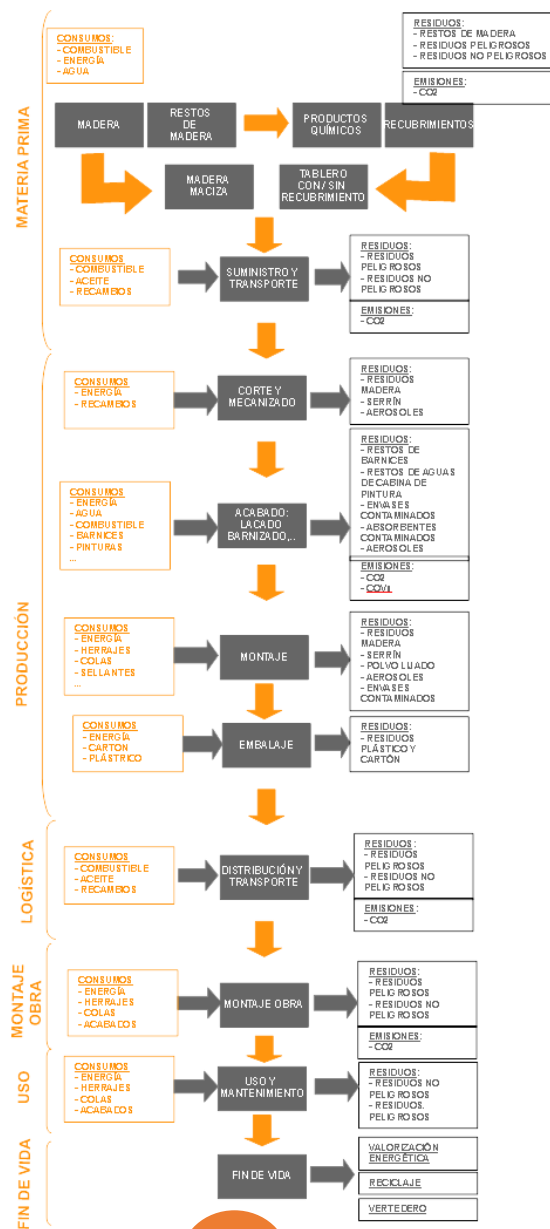 CONSUMOS:
- COMBUSTIBLE
- ENERGÍA
- AGUA
RESIDUOS:
- RESTOS DE MADERA
- RESIDUOS PELIGROSOS
- RESIDUOS NO PELIGROSOS
EMISIONES:
- CO2
MATERIA PRIMA
MADERA
RESTOS
DE
MADERA
PRODUCTOS
QUÍMICOS
RECUBRIMIENTOS
MADERA
MACIZA
TABLERO
CON/ SIN
RECUBRIMIENTO
CONSUMOS
- COMBUSTIBLE
- ACEITE
- RECAMBIOS
SUMINISTRO Y
TRANSPORTE
RESIDUOS:
- RESIDUOS
PELIGROSOS
- RESIDUOS NO
PELIGROSOS
EMISIONES:
- CO2
PRODUCCIÓN
CONSUMOS
- ENERGÍA
- RECAMBIOS
CORTE Y
MECANIZADO
RESIDUOS:
- RESIDUOS
MADERA
- SERRÍN
- AEROSOLES
CONSUMOS
- ENERGÍA
- AGUA
- COMBUSTIBLE
- BARNICES
- PINTURAS
...
ACABADO:
LACADO
BARNIZADO,..
RESIDUOS:
- RESTOS DE
BARNICES
- RESTOS DE AGUAS
DE CABINA DE
PINTURA
- ENVASES
CONTAMINADOS
- ABSORBENTES
CONTAMINADOS
- AEROSOLES
EMISIONES:
- CO2
- COVs
CONSUMOS
- ENERGÍA
- HERRAJES
- COLAS
- SELLANTES
...
MONTAJE
RESIDUOS:
- RESIDUOS
MADERA
- SERRÍN
- POLVO LIJADO
- AEROSOLES
- ENVASES
CONTAMINADOS
CONSUMOS
- ENERGÍA
- CARTON
- PLÁSTRICO
EMBALAJE
RESIDUOS:
- RESIDUOS
PLÁSTICO Y
CARTÓN
LOGÍSTICA
CONSUMOS
- COMBUSTIBLE
- ACEITE
- RECAMBIOS
DISTRIBUCIÓN Y
TRANSPORTE
RESIDUOS:
- RESIDUOS
PELIGROSOS
- RESIDUOS NO
PELIGROSOS
EMISIONES:
- CO2
MONTAJE
OBRA
CONSUMOS
- ENERGÍA
- HERRAJES
- COLAS
- ACABADOS
MONTAJE OBRA
RESIDUOS:
- RESIDUOS
PELIGROSOS
- RESIDUOS NO
PELIGROSOS
EMISIONES:
- CO2
USO
CONSUMOS
- ENERGÍA
- HERRAJES
- COLAS
- ACABADOS
USO Y
MANTENIMIENTO
RESIDUOS:
- RESIDUOS NO
PELIGROSOS
- RESIDUOS.
PELIGROSOS
FIN DE VIDA
FIN DE VIDA
VALORIZACIÓN
ENERGÉTICA
RECICLAJE
VERTEDERO